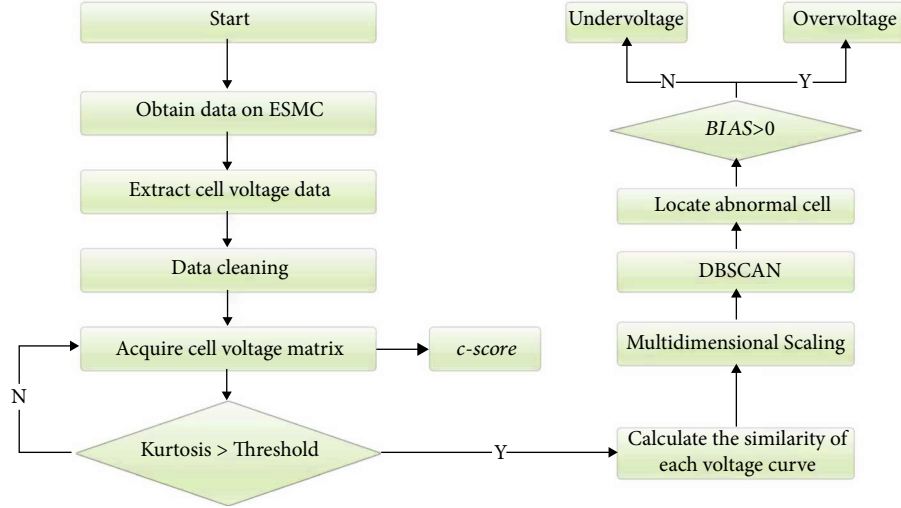 Start
Obtain data on ESMC
Extract cell voltage data
Data cleaning
Acquire cell voltage matrix
c-score
N
Kurtosis > Threshold
Y
Calculate the similarity of
each voltage curve
Multidimensional Scaling
DBSCAN
Locate abnormal cell
BIAS>0
N
Y
Undervoltage
Overvoltage